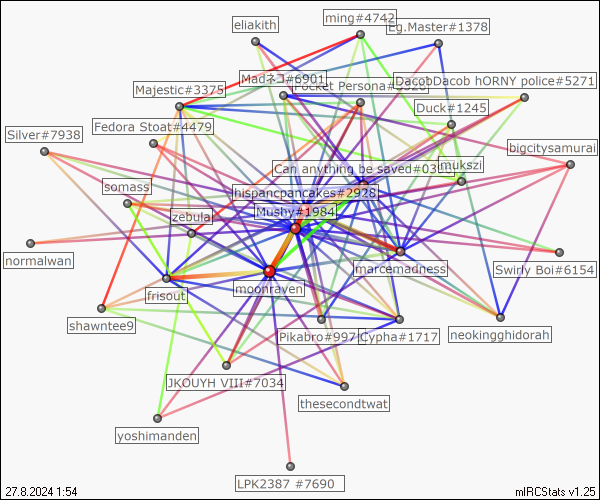 ming#4742
eliakith
Eg.Master#1378
Madネコ#6901
DacobDacob hORNY police#5271
Majestic#3375
Pocket Persona#
Duck#1245
Fedora Stoat#4479
Silver#7938
bigcitysamurai
mukszi
Can anything be saved#03
somass
hispancpancakes#2928
zebula
Mushy#1984
normalwan
marcemadness
Swirly Boi#6154
moonraven
frisout
shawntee9
Pikabro#997
Cypha#1717
neokingghidorah
JKOUYH VIII#7034
thesecondtwat
yoshimanden
LPK2387 #7690
27.8.2024 1:54
mIRCStats v1.25